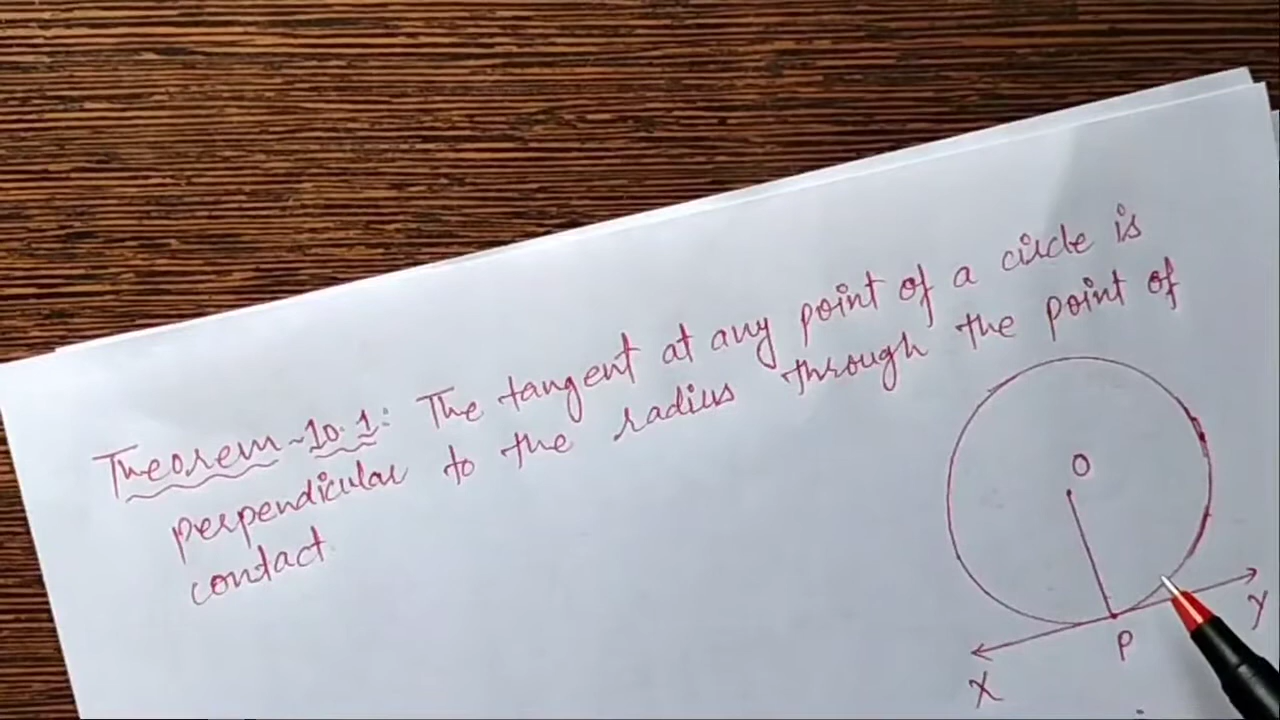 Theorem-10.1: The tangent at any point of a circle is
perpendicular to the radius through the point of
contact
O
P
X
Y